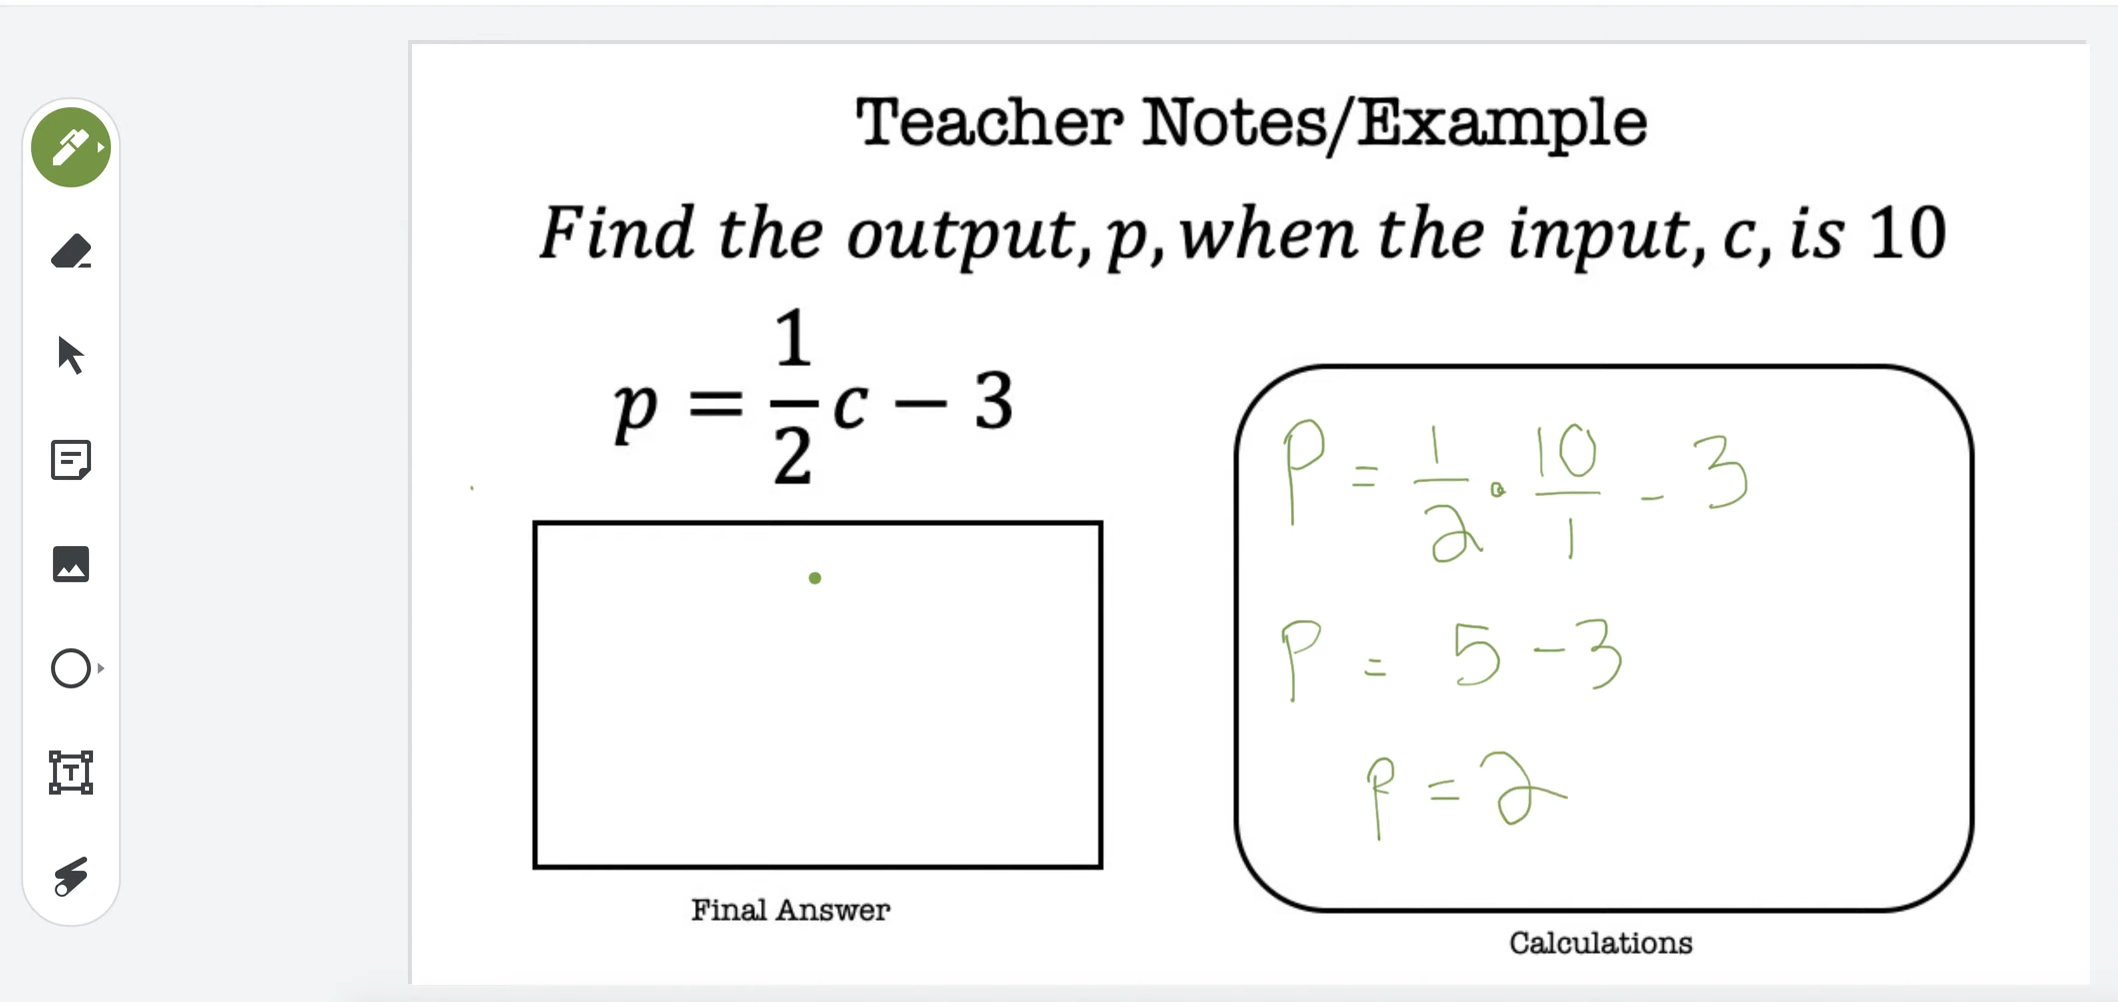 Teacher Notes/Example
Find the output, p, when the input, c, is 10
p = 1/2 c − 3
P = 1/2 · 10/1 - 3
P = 5 - 3
P = 2
Final Answer
Calculations